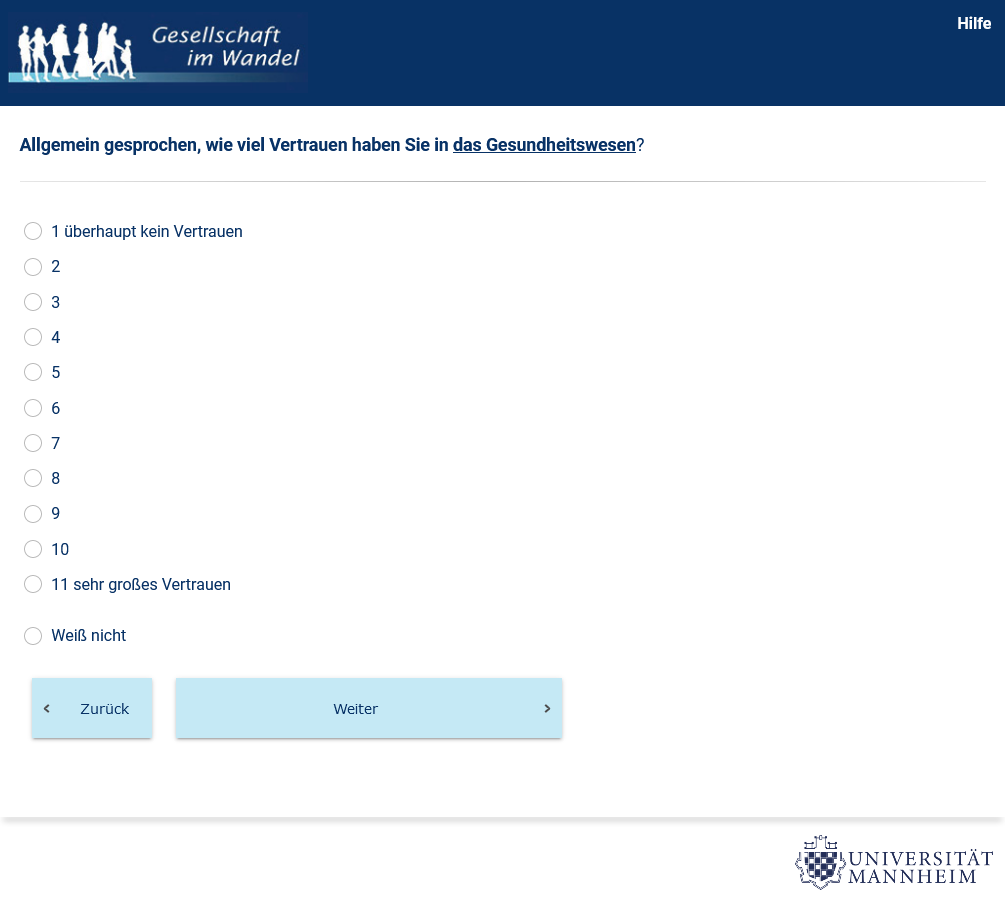 Gesellschaft
im Wandel
Hilfe
Allgemein gesprochen, wie viel Vertrauen haben Sie in das Gesundheitswesen?
1 überhaupt kein Vertrauen
2
3
4
5
6
7
8
9
10
11 sehr großes Vertrauen
Weiß nicht
Zurück
Weiter
UNIVERSITÄT
MANNHEIM